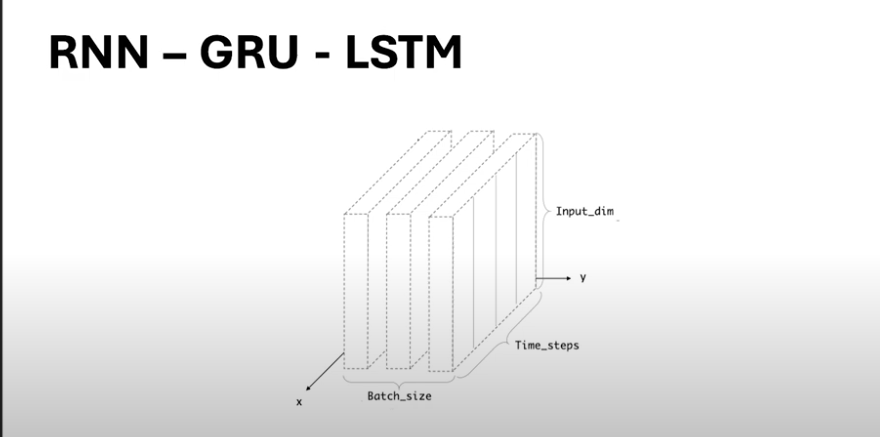 RNN – GRU - LSTM
Input_dim
y
Time_steps
Batch_size
x